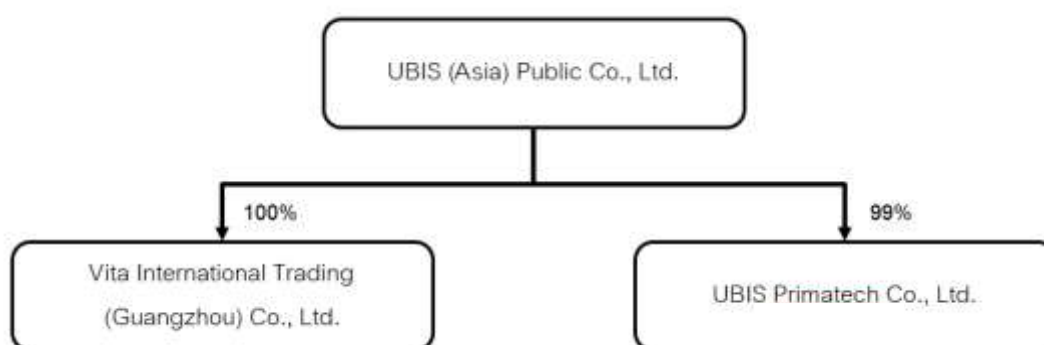 UBIS (Asia) Public Co., Ltd.
100%
99%
Vita International Trading
(Guangzhou) Co., Ltd.
UBIS Primatech Co., Ltd.